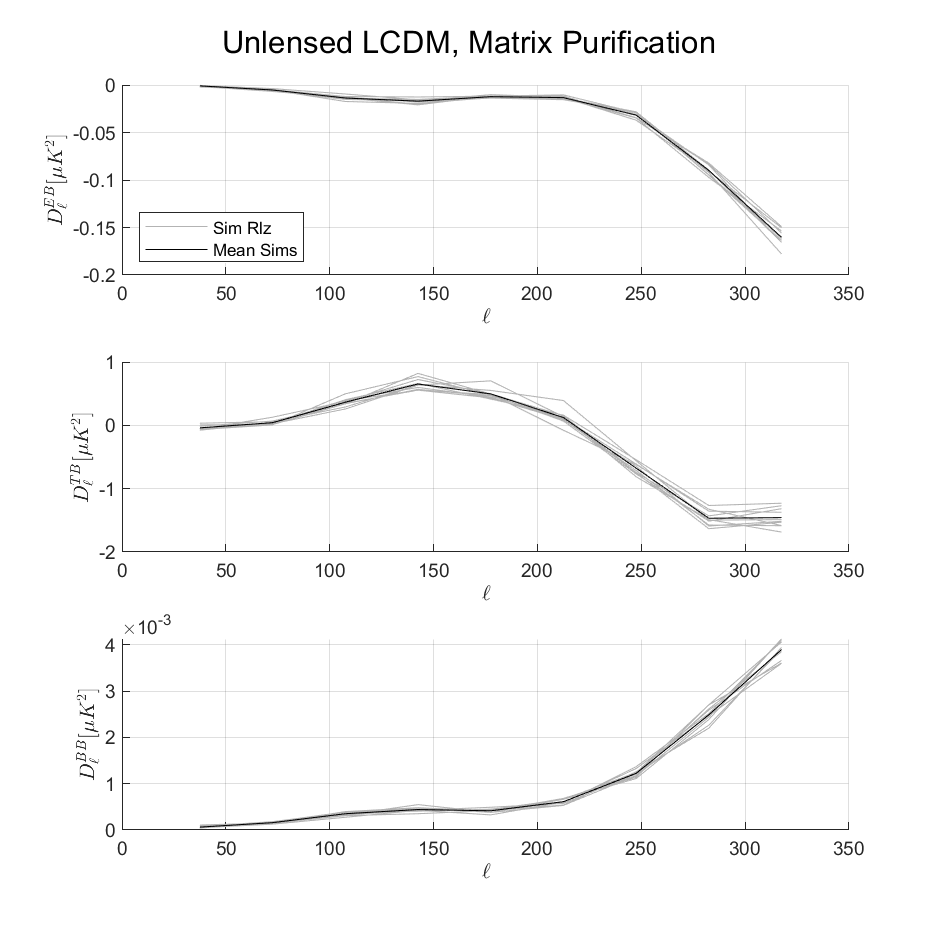 Unlensed LCDM, Matrix Purification
0
-0.05
-0.1
-0.15
-0.2
D_ℓ^{EB}[μK^2]
Sim Rlz
Mean Sims
0 50 100 150 200 250 300 350
ℓ
1
0
-1
-2
D_ℓ^{TB}[μK^2]
0 50 100 150 200 250 300 350
ℓ
×10^{-3}
4
3
2
1
0
D_ℓ^{BB}[μK^2]
0 50 100 150 200 250 300 350
ℓ